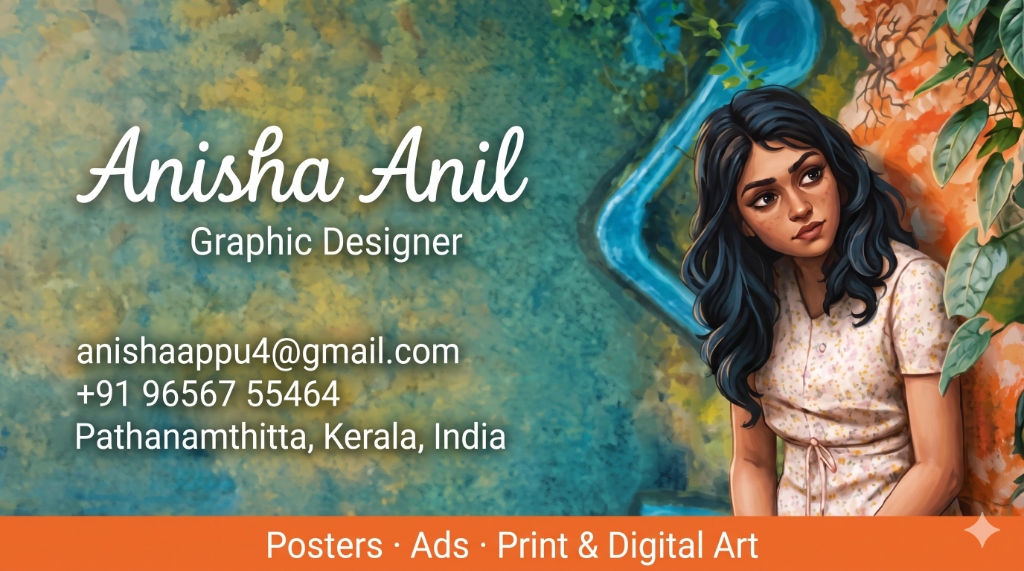 Anisha Anil
Graphic Designer
anishaappu4@gmail.com
+91 96567 55464
Pathanamthitta, Kerala, India
Posters · Ads · Print & Digital Art